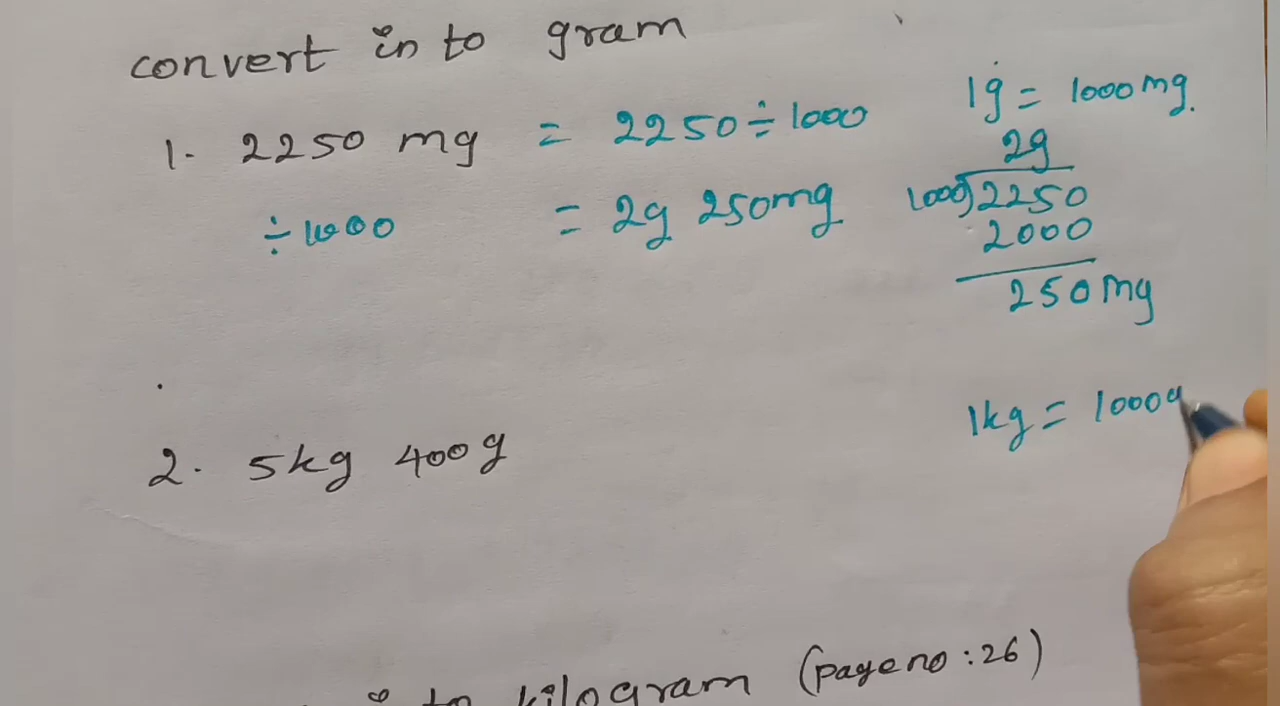 convert in to gram
1g = 1000mg.
1. 2250 mg = 2250 ÷ 1000
÷ 1000 = 2g 250mg
2g
1000)2250
2000
250mg
1kg = 1000g
2. 5kg 400g
to kilogram (page no : 26)